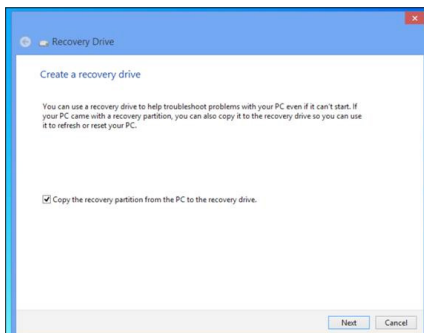 Recovery Drive
Create a recovery drive
You can use a recovery drive to help troubleshoot problems with your PC even if it can't start. If
your PC came with a recovery partition, you can also copy it to the recovery drive so you can use
it to refresh or reset your PC.
Copy the recovery partition from the PC to the recovery drive.
Next Cancel